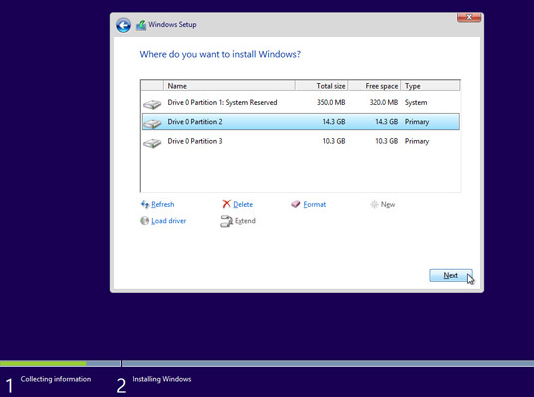 Windows Setup
Where do you want to install Windows?
Name Total size Free space Type
Drive 0 Partition 1: System Reserved 350.0 MB 320.0 MB System
Drive 0 Partition 2 14.3 GB 14.3 GB Primary
Drive 0 Partition 3 10.3 GB 10.3 GB Primary
Refresh Delete Format New
Load driver Extend
Next
1 Collecting information 2 Installing Windows